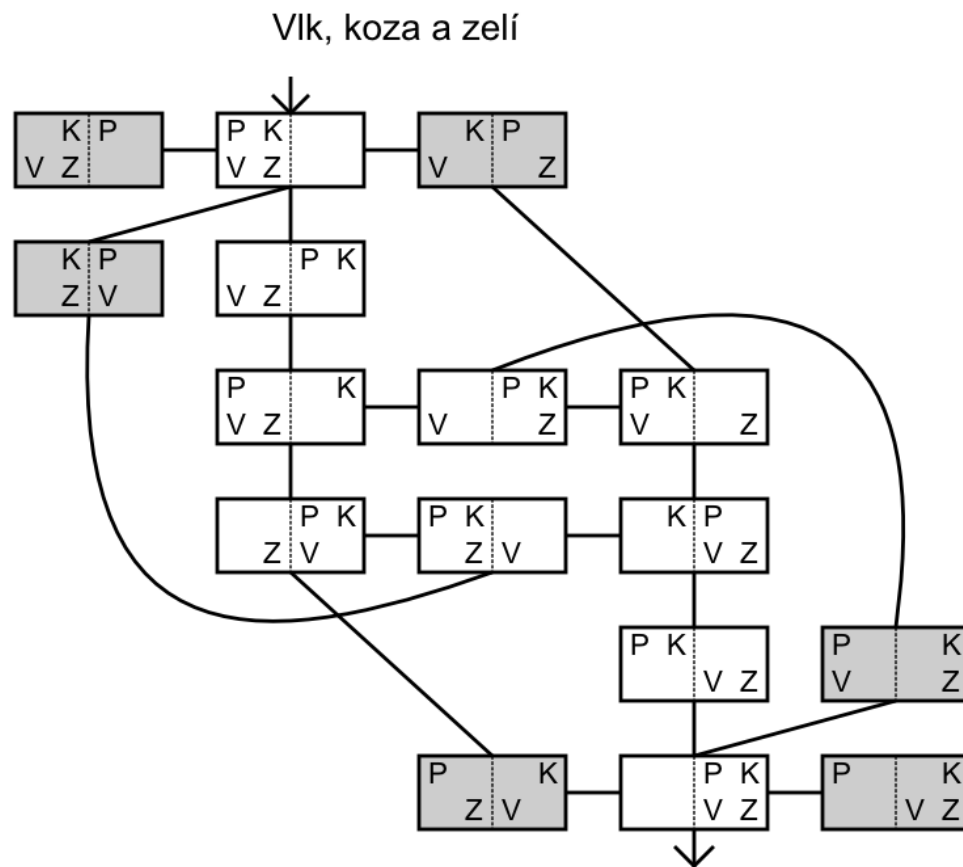 Vlk, koza a zelí
K P P K K P
V Z V Z V Z
K P P K
Z V V Z
P K P K P K
V Z V Z V Z
P K P K K P
Z V Z V V Z
P K P K
V Z V Z
P K P K P K
Z V V Z V Z